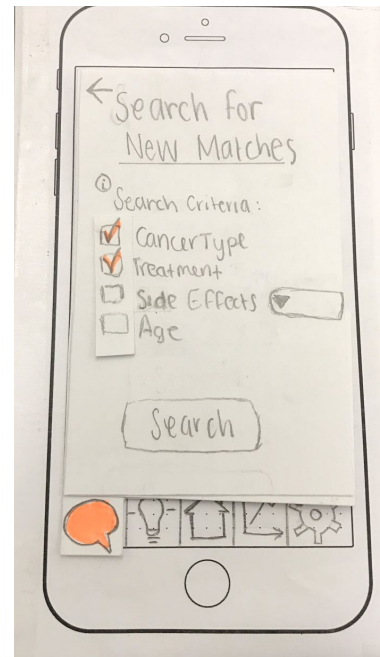 Search for
New Matches
i
Search Criteria:
Cancer Type
Treatment
Side Effects
Age
Search